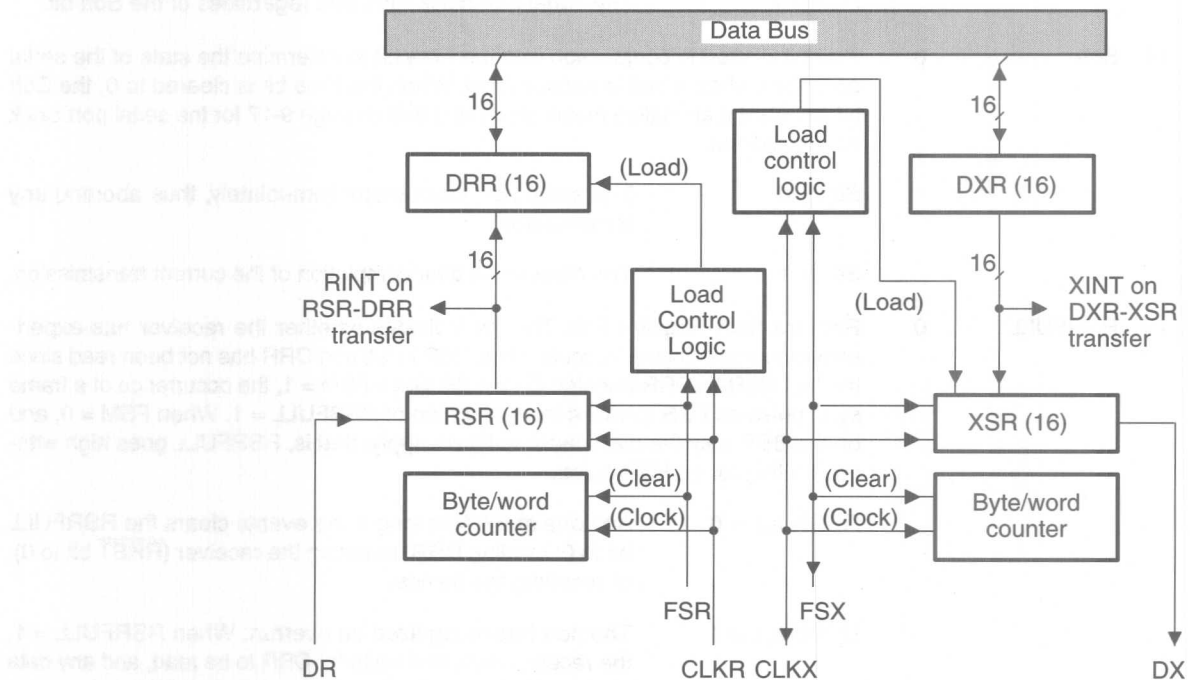 Data Bus
16
16
Load
control
logic
DRR (16)
(Load)
DXR (16)
16
16
RINT on
RSR-DRR
transfer
Load
Control
Logic
(Load)
XINT on
DXR-XSR
transfer
RSR (16)
XSR (16)
Byte/word
counter
(Clear)
(Clock)
(Clear)
(Clock)
Byte/word
counter
FSR
FSX
DR
CLKR
CLKX
DX